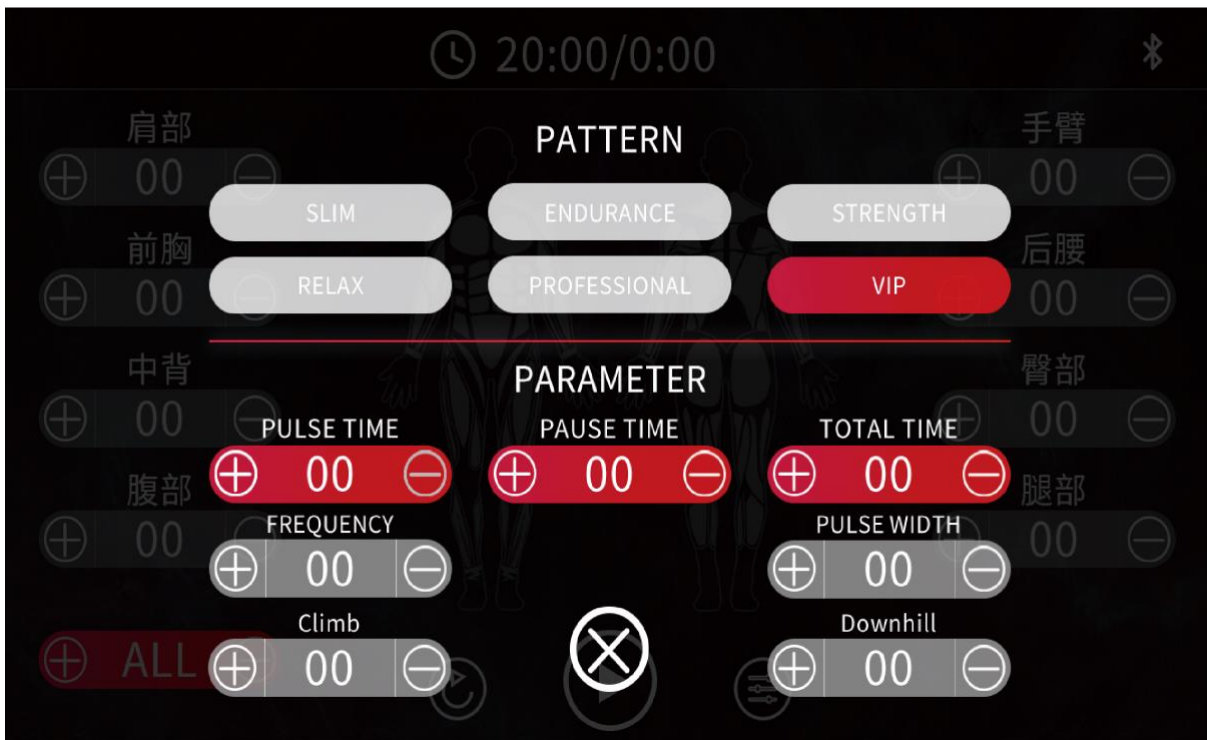 20:00/0:00
PATTERN
肩部
手臂
00
00
SLIM
ENDURANCE
STRENGTH
前胸
后腰
00
00
RELAX
PROFESSIONAL
VIP
中背
臀部
PARAMETER
00
00
PULSE TIME
PAUSE TIME
TOTAL TIME
00
00
00
腹部
腿部
FREQUENCY
PULSE WIDTH
00
00
00
00
Climb
Downhill
ALL
00
00